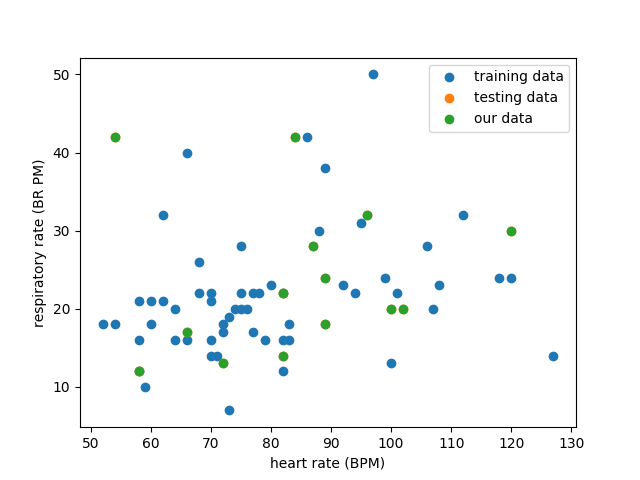 50
40
30
20
10
respiratory rate (BR PM)
training data
testing data
our data
50 60 70 80 90 100 110 120 130
heart rate (BPM)